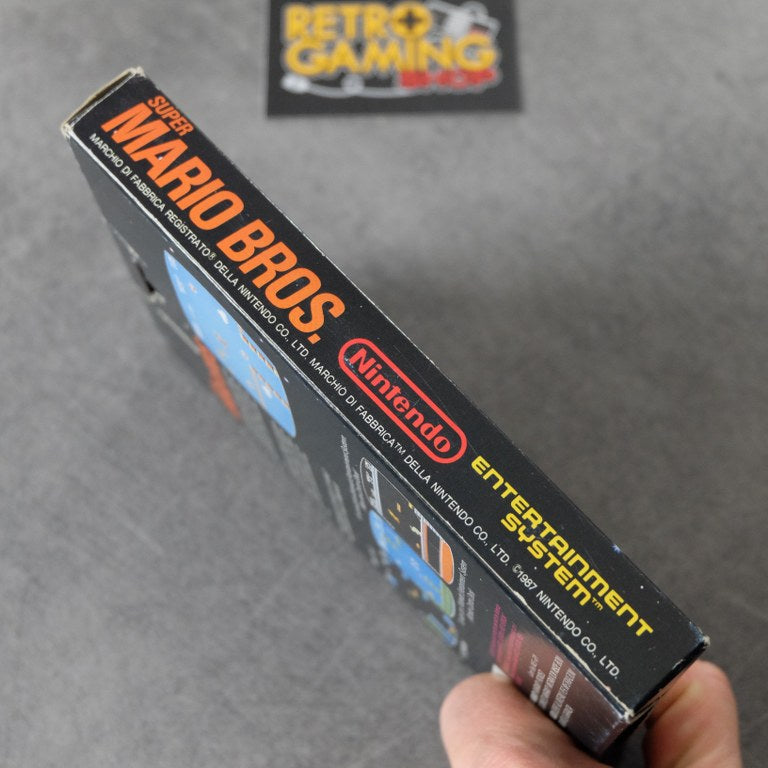 RETRO
GAMING
SHOP
SUPER
MARIO BROS.
Nintendo
ENTERTAINMENT
SYSTEM™
MARCHIO DI FABBRICA REGISTRATO® DELLA NINTENDO CO., LTD. MARCHIO DI FABBRICA™ DELLA NINTENDO CO., LTD. ©1987 NINTENDO CO., LTD.